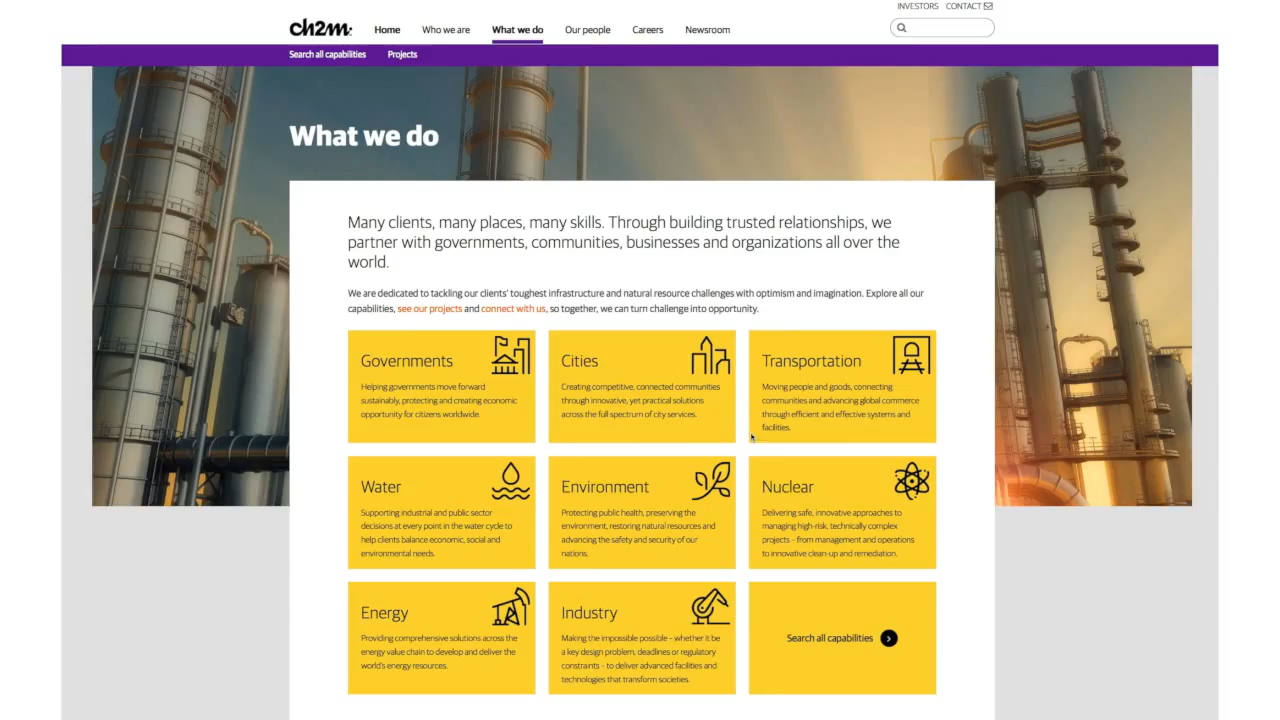 INVESTORS CONTACT
ch2m:
Home Who we are What we do Our people Careers Newsroom
Search all capabilities Projects
What we do
Many clients, many places, many skills. Through building trusted relationships, we
partner with governments, communities, businesses and organizations all over the
world.
We are dedicated to tackling our clients' toughest infrastructure and natural resource challenges with optimism and imagination. Explore all our
capabilities, see our projects and connect with us, so together, we can turn challenge into opportunity.
Governments
Helping governments move forward
sustainably, protecting and creating economic
opportunity for citizens worldwide.
Cities
Creating competitive, connected communities
through innovative, yet practical solutions
across the full spectrum of city services.
Transportation
Moving people and goods, connecting
communities and advancing global commerce
through efficient and effective systems and
facilities.
Water
Supporting industrial and public sector
decisions at every point in the water cycle to
help clients balance economic, social and
environmental needs.
Environment
Protecting public health, preserving the
environment, restoring natural resources and
advancing the safety and security of our
nations.
Nuclear
Delivering safe, innovative approaches to
managing high-risk, technically complex
projects – from management and operations
to innovative clean-up and remediation.
Energy
Providing comprehensive solutions across the
energy value chain to develop and deliver the
world's energy resources.
Industry
Making the impossible possible – whether it be
a key design problem, deadlines or regulatory
constraints – to deliver advanced facilities and
technologies that transform societies.
Search all capabilities